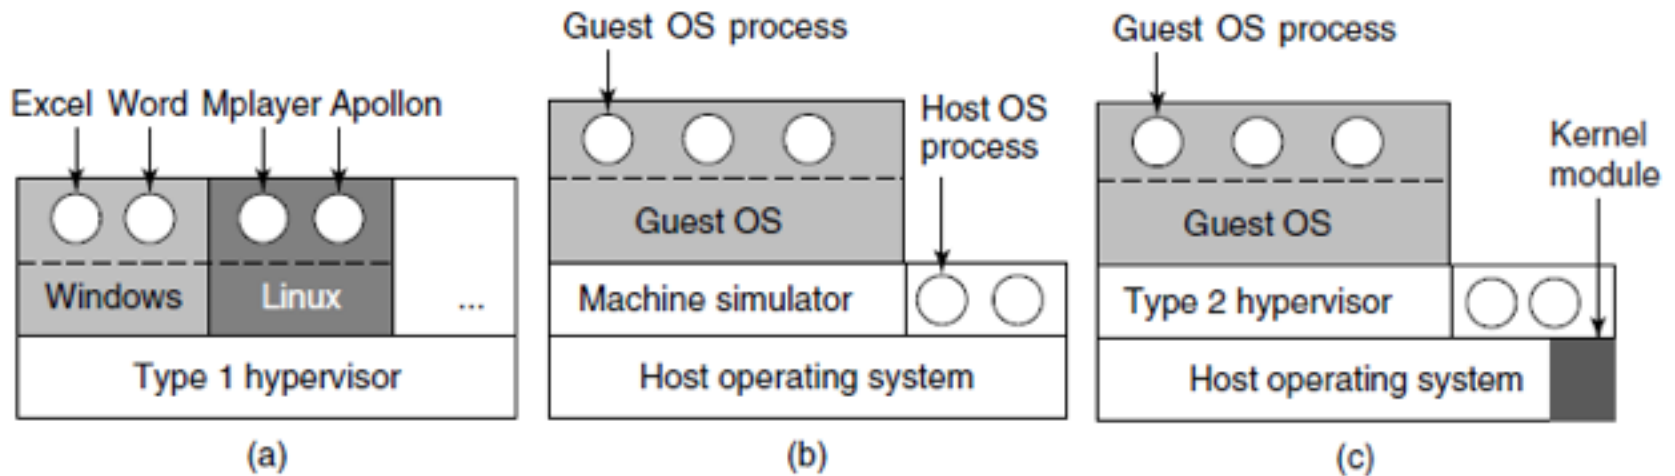 Excel Word Mplayer Apollon
Windows
Linux
...
Type 1 hypervisor
(a)
Guest OS process
Host OS
process
Guest OS
Machine simulator
Host operating system
(b)
Guest OS process
Kernel
module
Guest OS
Type 2 hypervisor
Host operating system
(c)